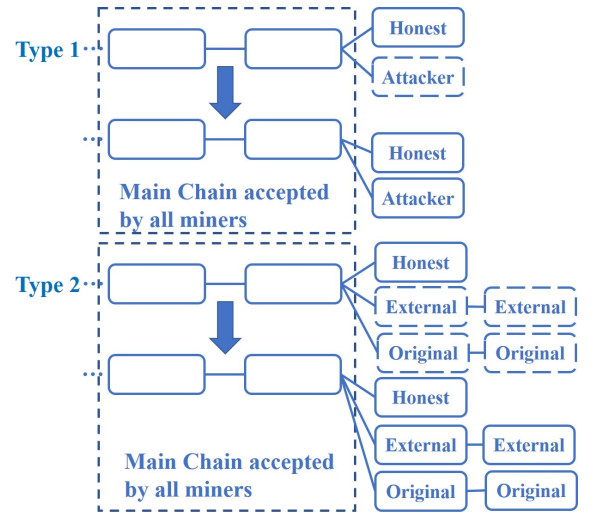 Honest
Type 1 ...
Attacker
...
Honest
Main Chain accepted
by all miners
Attacker
Honest
Type 2 ...
External External
Original Original
...
Honest
External External
Main Chain accepted
by all miners
Original Original